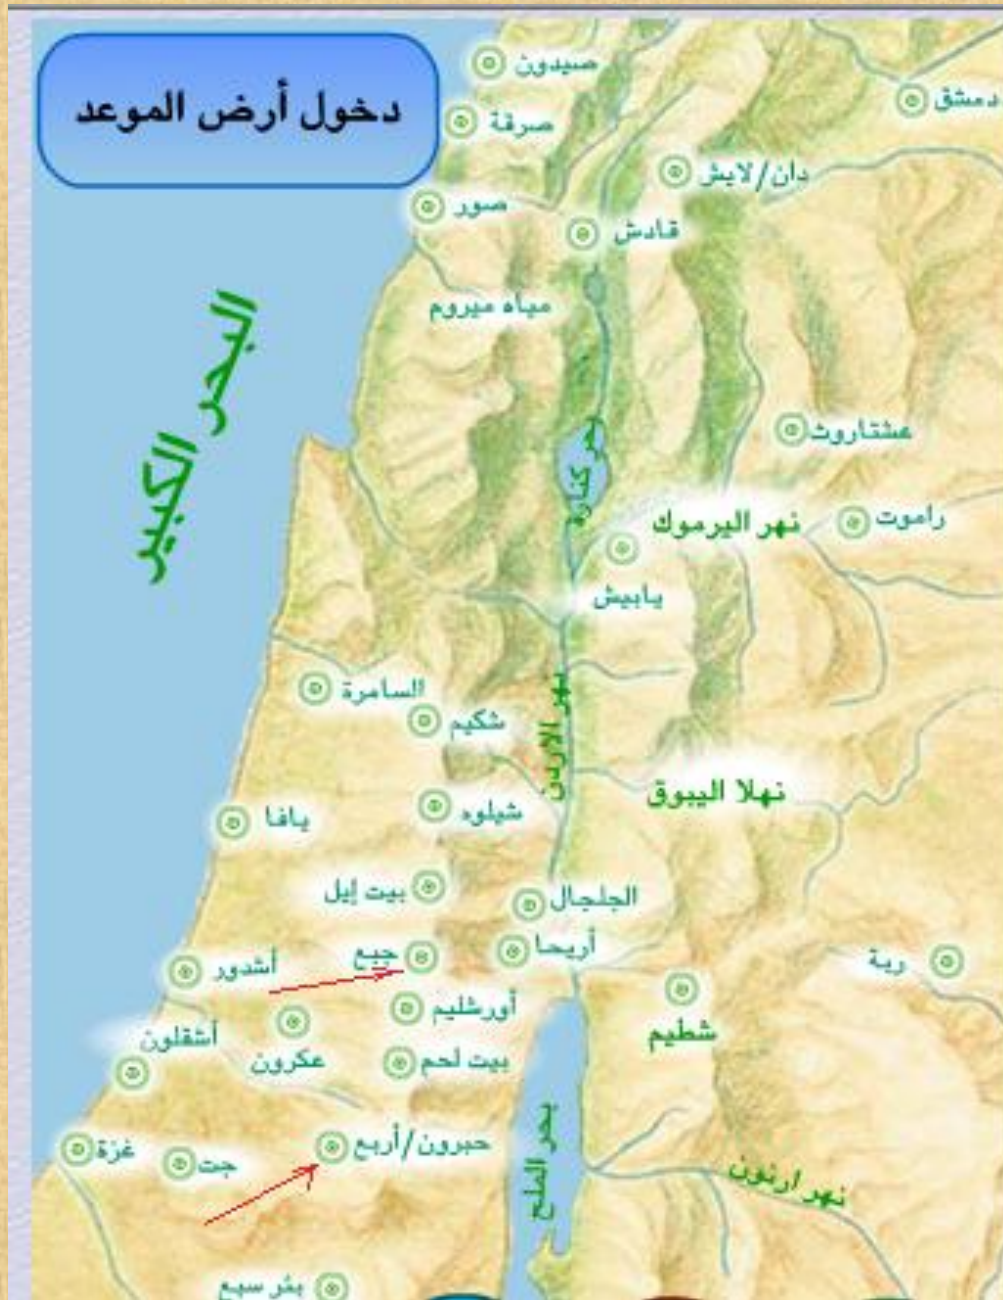 دخول أرض الموعد
صيدون
دمشق
صرفة
دان/لايش
صور
قادش
مياه ميروم
البحر الكبير
عشتاروث
بحر كنارة
راموت
نهر اليرموك
يابيش
السامرة
شكيم
نهر الاردن
نهلا اليبوق
شيلوه
يافا
بيت إيل
الجلجال
أريحا
جبع
ربة
أشدور
أورشليم
شطيم
أشقلون
عكرون
بيت لحم
حبرون/أربع
غزة
جت
بحر الملح
نهر ارنون
بئر سبع